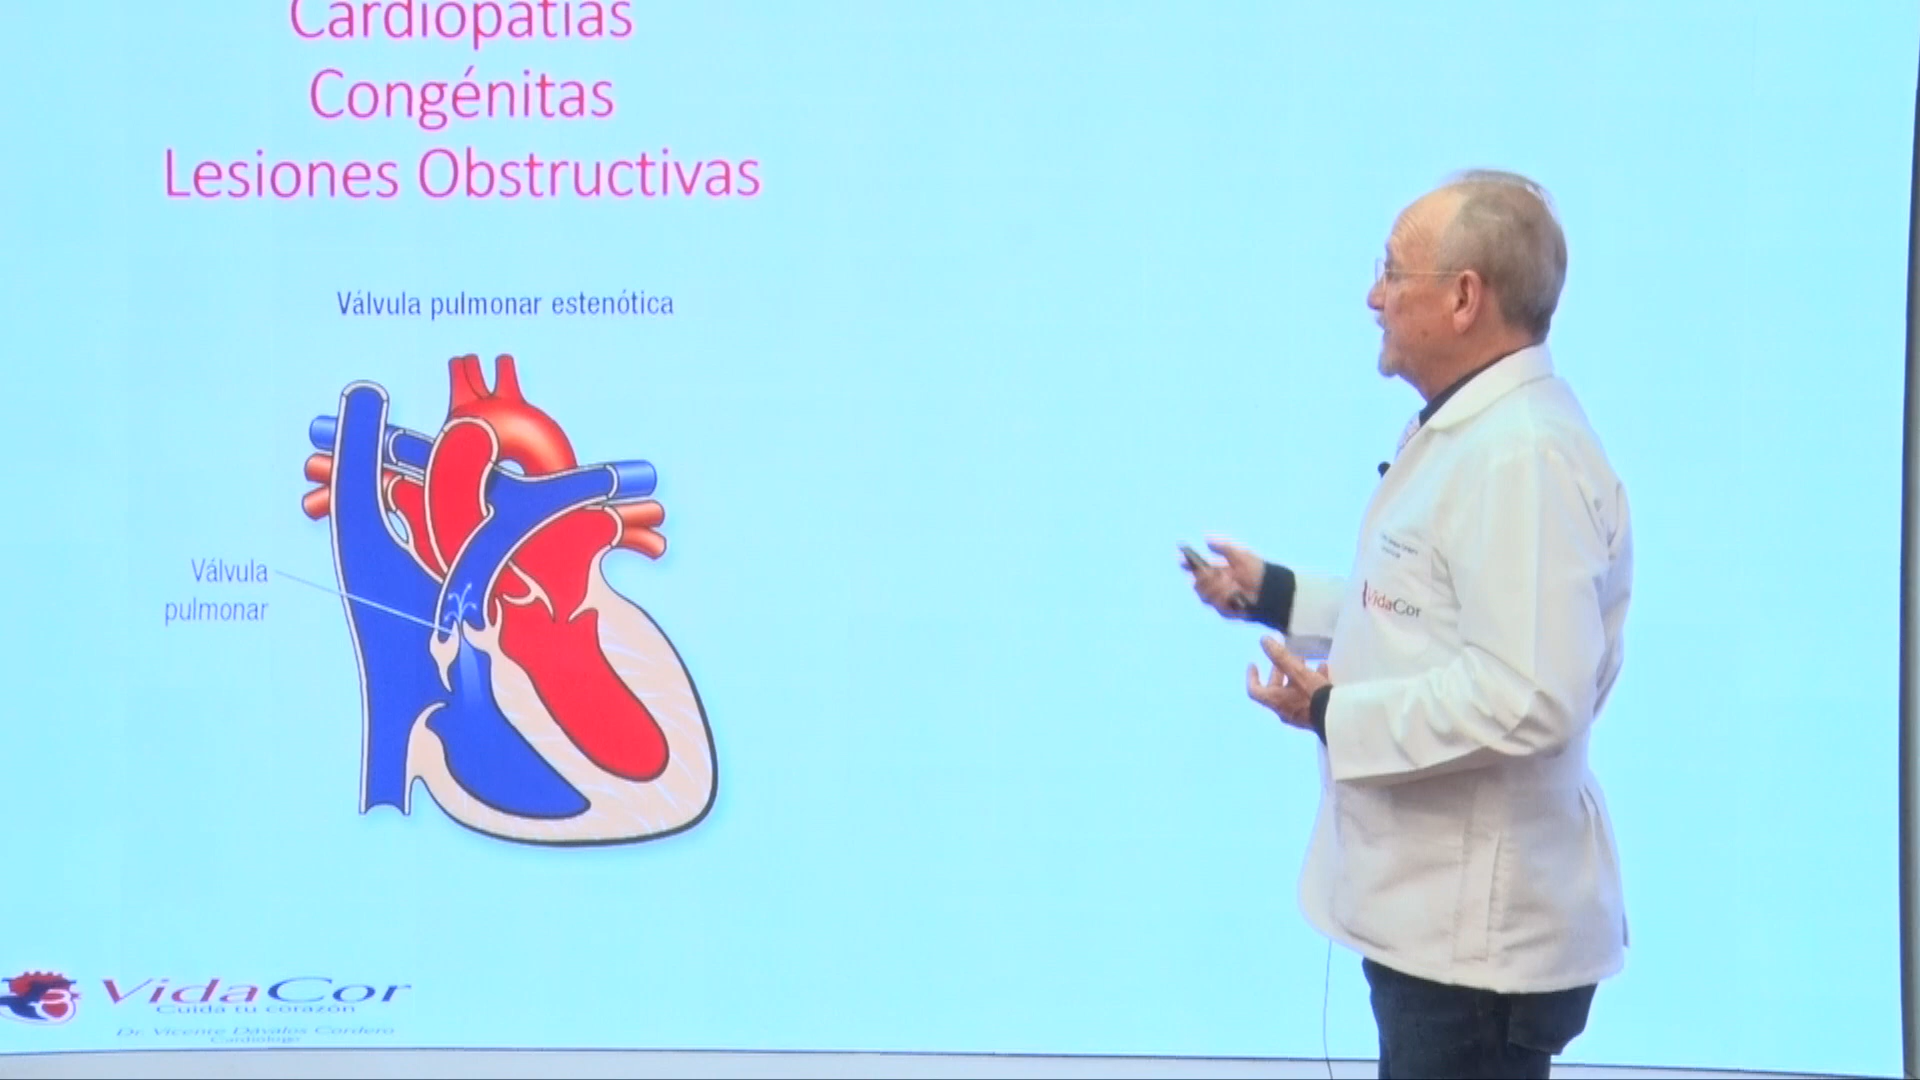 Cardiopatías
Congénitas
Lesiones Obstructivas
Válvula pulmonar estenótica
Válvula
pulmonar
VidaCor
VidaCor
Cuida tu corazón
Dr. Vicente Dávalos Cordero
Cardiólogo